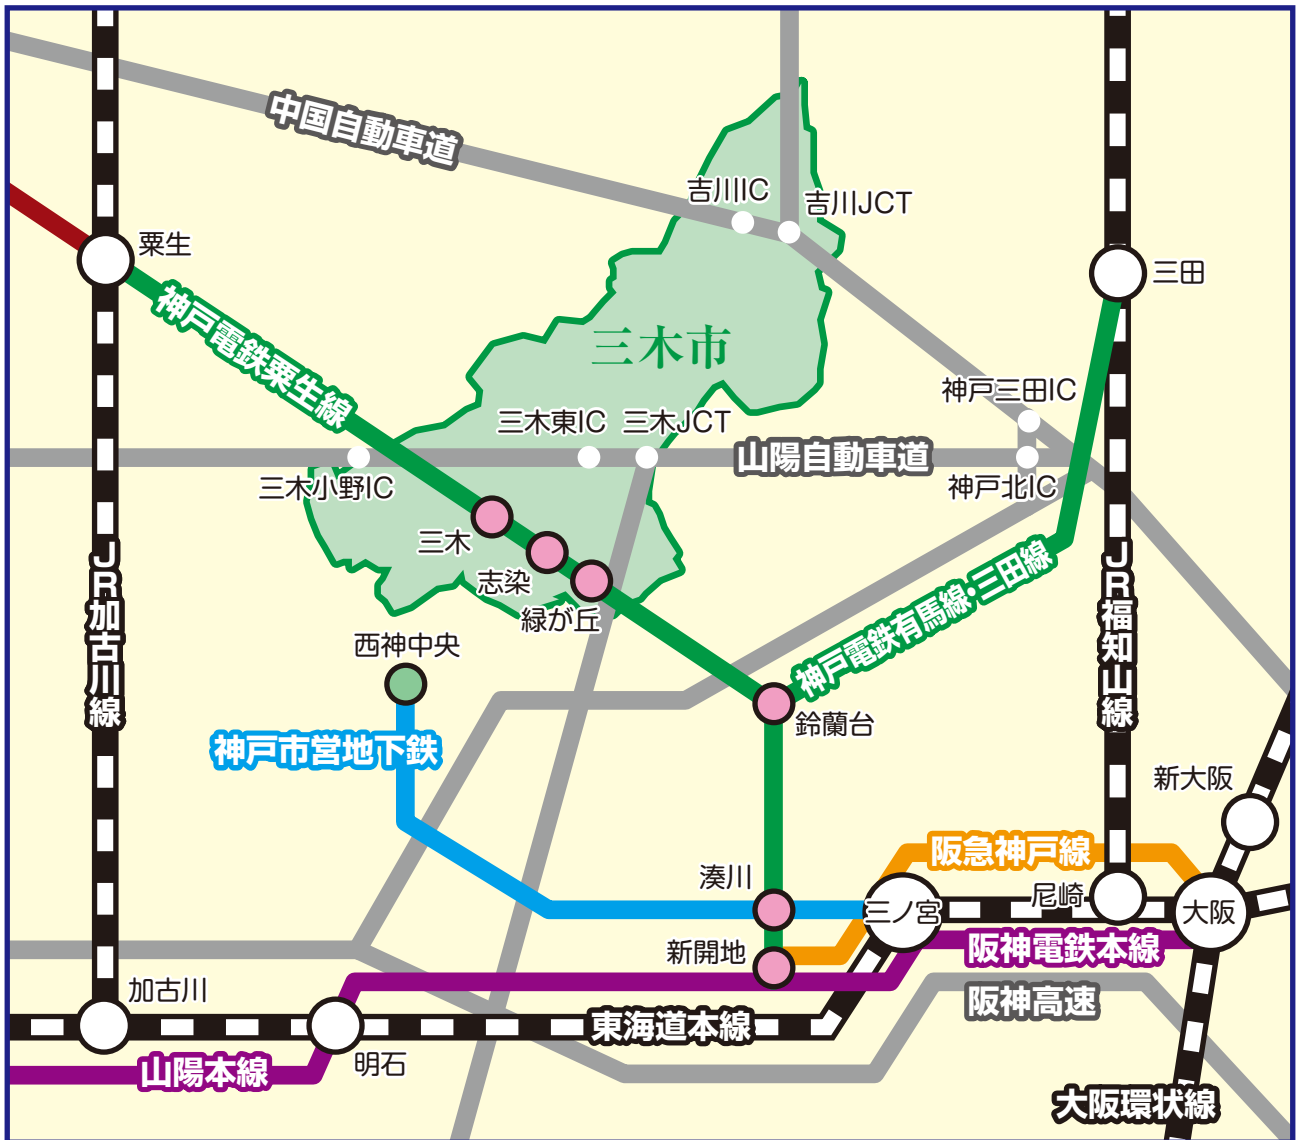 中国自動車道
吉川IC
吉川JCT
粟生
三田
神戸電鉄粟生線
三木市
神戸三田IC
三木東IC
三木JCT
山陽自動車道
三木小野IC
神戸北IC
三木
志染
緑が丘
JR加古川線
JR福知山線
神戸電鉄有馬線・三田線
西神中央
鈴蘭台
神戸市営地下鉄
新大阪
阪急神戸線
湊川
尼崎
三ノ宮
大阪
新開地
阪神電鉄本線
加古川
阪神高速
東海道本線
明石
山陽本線
大阪環状線